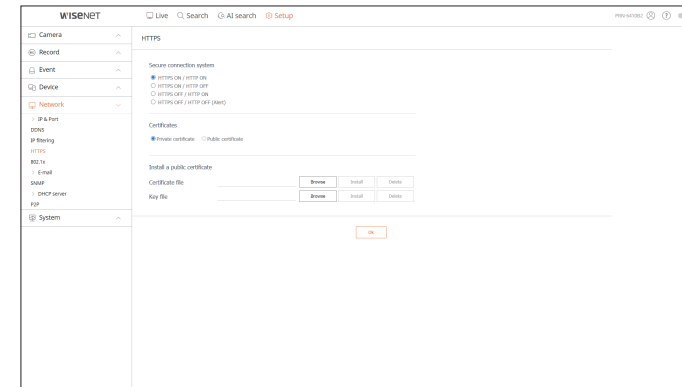 WISENET
Live Search AI search Setup
Camera
Record
Event
Device
Network
> IP & Port
DDNS
IP filtering
HTTPS
802.1x
> E-mail
SNMP
> DHCP server
P2P
System
HTTPS
Secure connection system
HTTPS ON / HTTP ON
HTTPS ON / HTTP OFF
HTTPS OFF / HTTP ON
HTTPS OFF / HTTP OFF (Alert)
Certificates
Private certificate Public certificate
Install a public certificate
Certificate file Browse Install Delete
Key file Browse Install Delete
OK